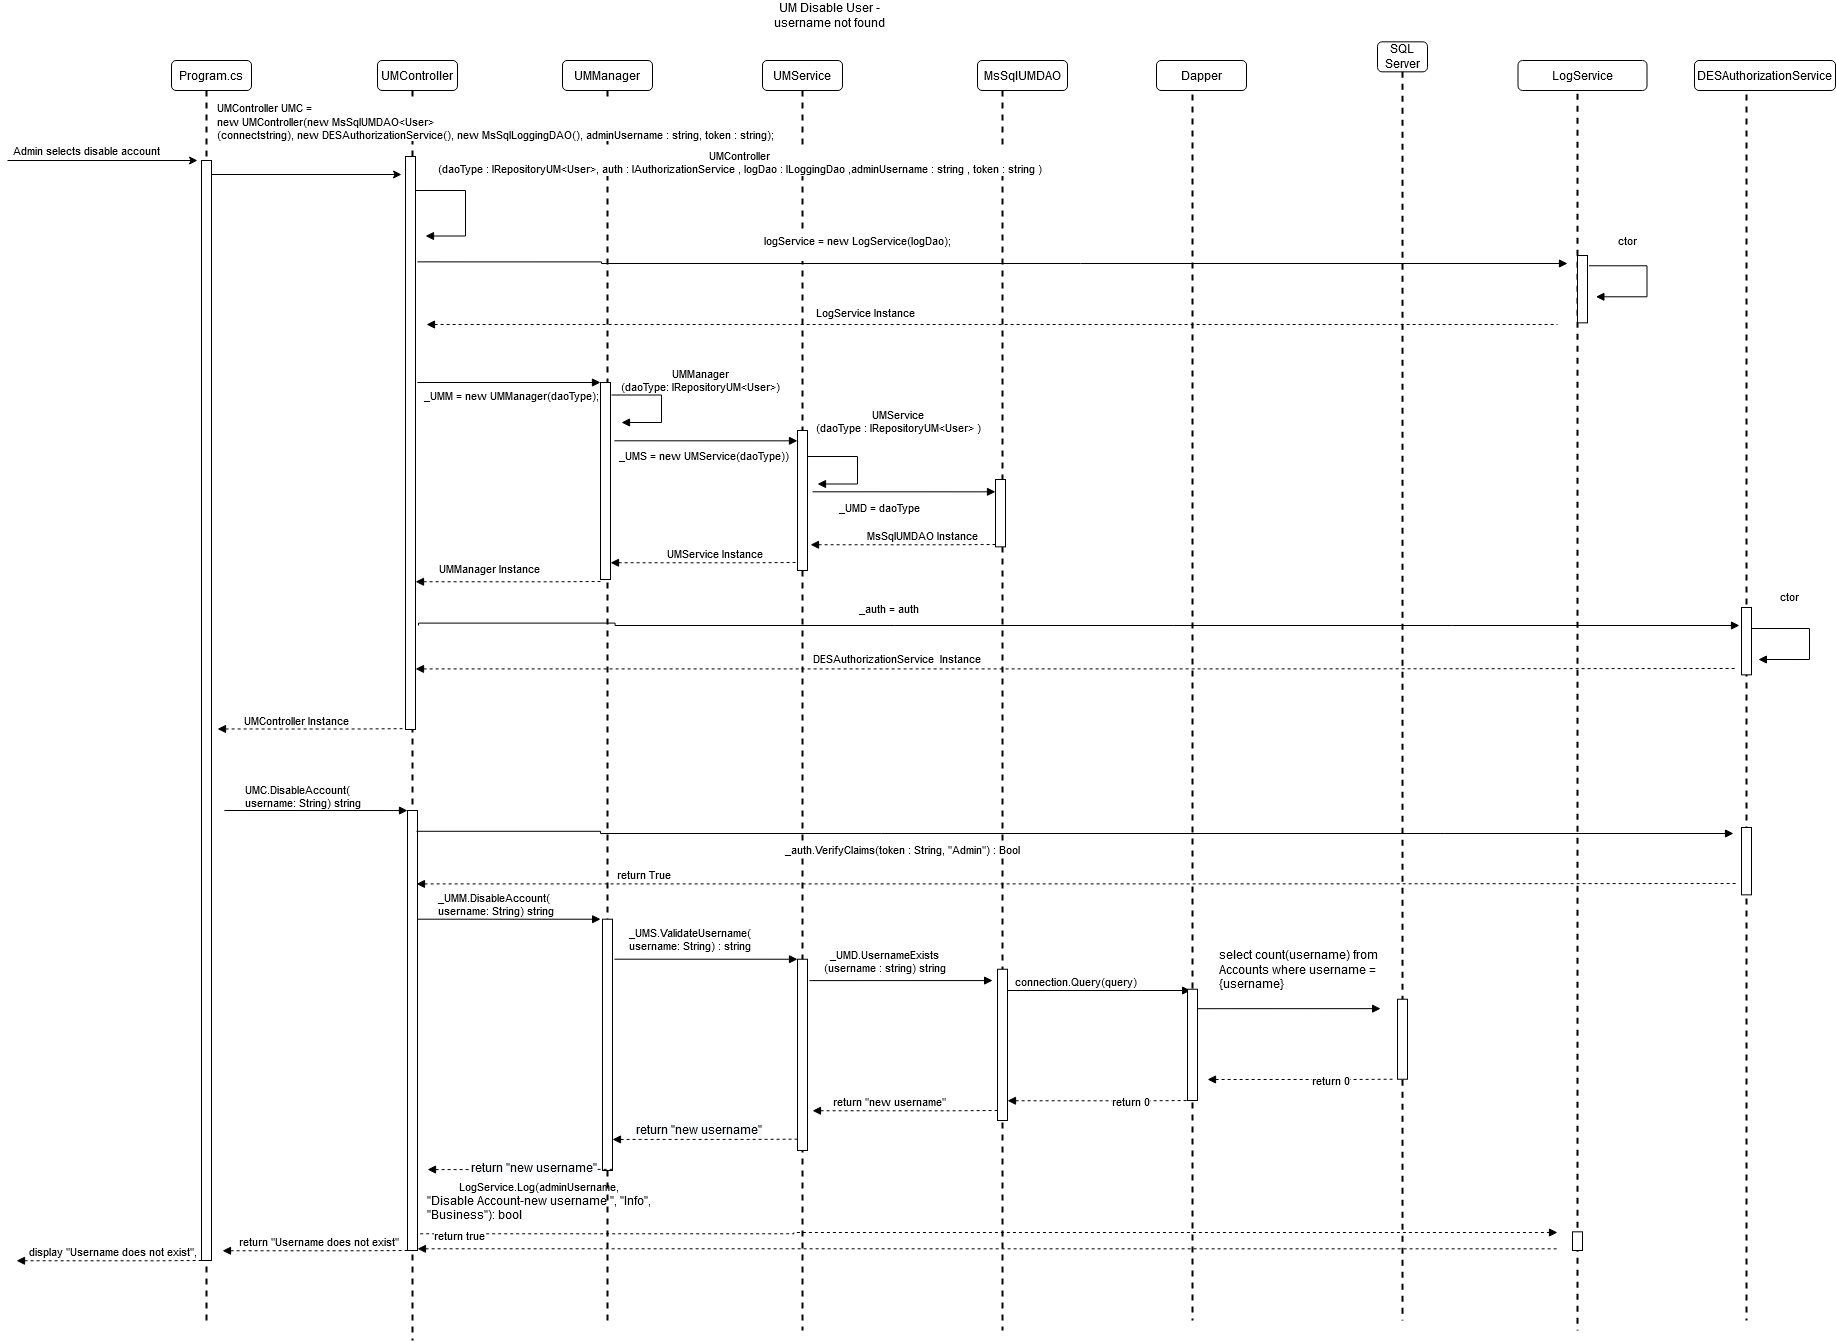 UM Disable User -
username not found
SQL
Server
Program.cs
UMController
UMManager
UMService
MsSqlUMDAO
Dapper
LogService
DESAuthorizationService
UMController UMC =
new UMController(new MsSqlUMDAO<User>
(connectstring), new DESAuthorizationService(), new MsSqlLoggingDAO(), adminUsername : string, token : string);
Admin selects disable account
UMController
(daoType : IRepositoryUM<User>, auth : IAuthorizationService , logDao : ILoggingDao ,adminUsername : string , token : string )
logService = new LogService(logDao);
ctor
LogService Instance
UMManager
(daoType: IRepositoryUM<User>)
_UMM = new UMManager(daoType);
UMService
(daoType : IRepositoryUM<User> )
_UMS = new UMService(daoType))
_UMD = daoType
MsSqlUMDAO Instance
UMService Instance
UMManager Instance
ctor
_auth = auth
DESAuthorizationService  Instance
UMController Instance
UMC.DisableAccount(
username: String) string
_auth.VerifyClaims(token : String, "Admin") : Bool
return True
_UMM.DisableAccount(
username: String) string
_UMS.ValidateUsername(
username: String) : string
_UMD.UsernameExists
(username : string) string
connection.Query(query)
select count(username) from
Accounts where username =
{username}
return 0
return 0
return "new username"
return "new username"
return "new username"
LogService.Log(adminUsername,
"Disable Account-new username!", "Info",
"Business"): bool
return true
return "Username does not exist"
display "Username does not exist",